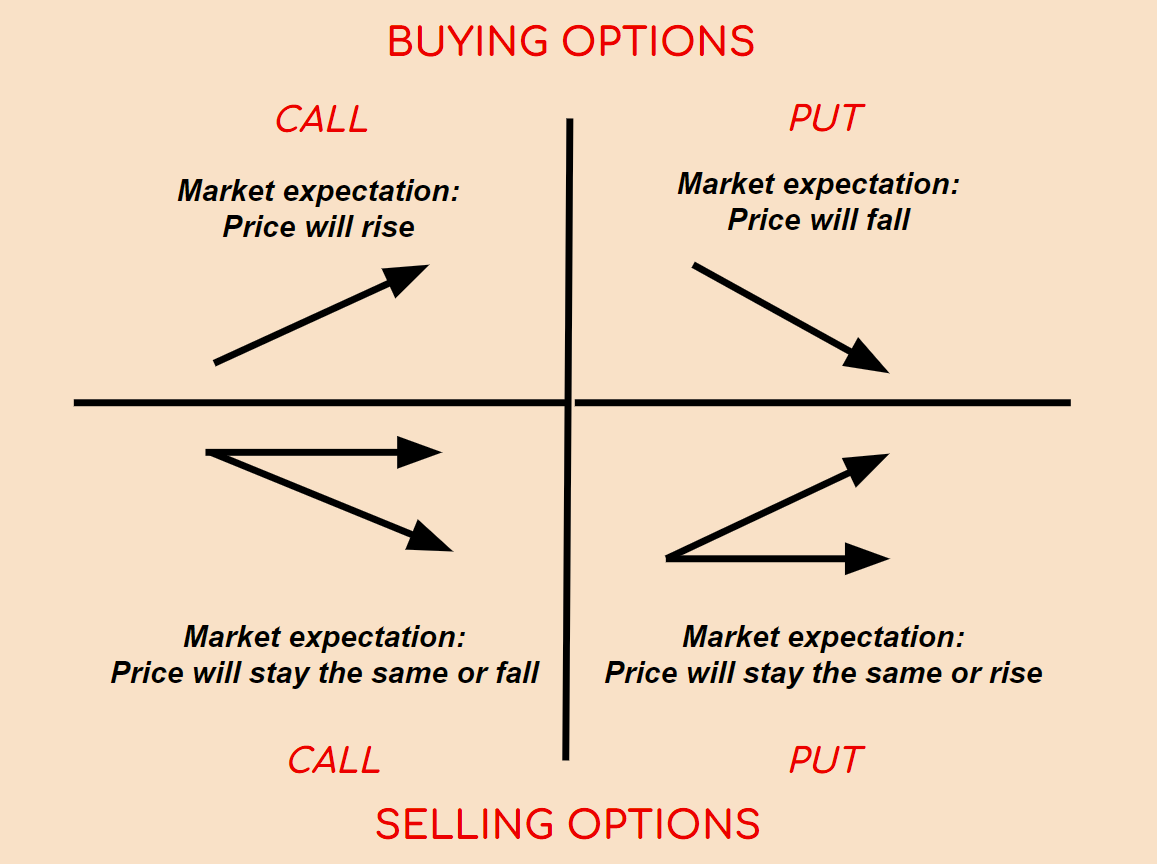 BUYING OPTIONS
CALL
PUT
Market expectation:
Price will rise
Market expectation:
Price will fall
Market expectation:
Price will stay the same or fall
Market expectation:
Price will stay the same or rise
CALL
PUT
SELLING OPTIONS